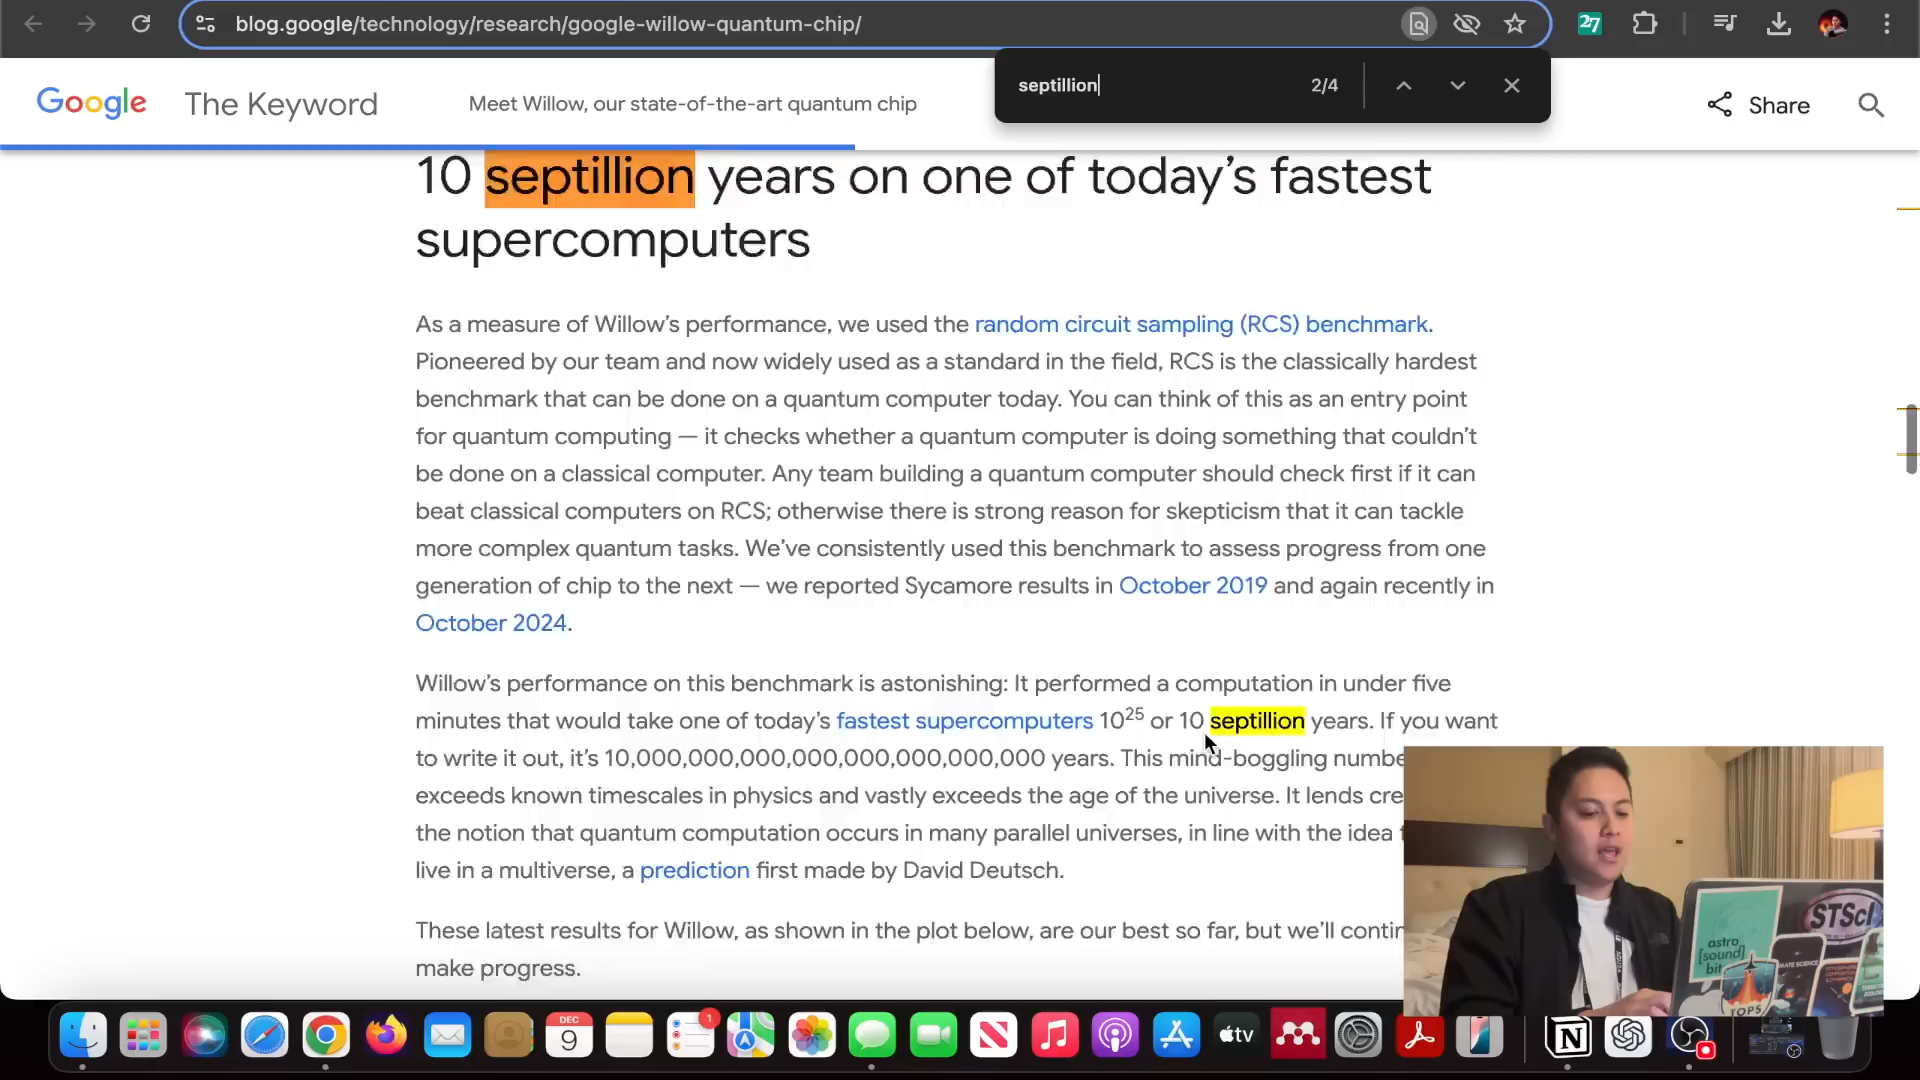 blog.google/technology/research/google-willow-quantum-chip/
27
septillion
2/4
Google
The Keyword
Meet Willow, our state-of-the-art quantum chip
Share
10 septillion years on one of today’s fastest
supercomputers
As a measure of Willow’s performance, we used the random circuit sampling (RCS) benchmark.
Pioneered by our team and now widely used as a standard in the field, RCS is the classically hardest
benchmark that can be done on a quantum computer today. You can think of this as an entry point
for quantum computing — it checks whether a quantum computer is doing something that couldn’t
be done on a classical computer. Any team building a quantum computer should check first if it can
beat classical computers on RCS; otherwise there is strong reason for skepticism that it can tackle
more complex quantum tasks. We’ve consistently used this benchmark to assess progress from one
generation of chip to the next — we reported Sycamore results in October 2019 and again recently in
October 2024.
Willow’s performance on this benchmark is astonishing: It performed a computation in under five
minutes that would take one of today’s fastest supercomputers 10²⁵ or 10 septillion years. If you want
to write it out, it’s 10,000,000,000,000,000,000,000,000 years. This mind-boggling numbe
exceeds known timescales in physics and vastly exceeds the age of the universe. It lends cre
the notion that quantum computation occurs in many parallel universes, in line with the idea
live in a multiverse, a prediction first made by David Deutsch.
These latest results for Willow, as shown in the plot below, are our best so far, but we’ll contin
make progress.
STScI
astro
[sound]
bit
MATE SCIENCE
TOPS
DEC
9
1
tv